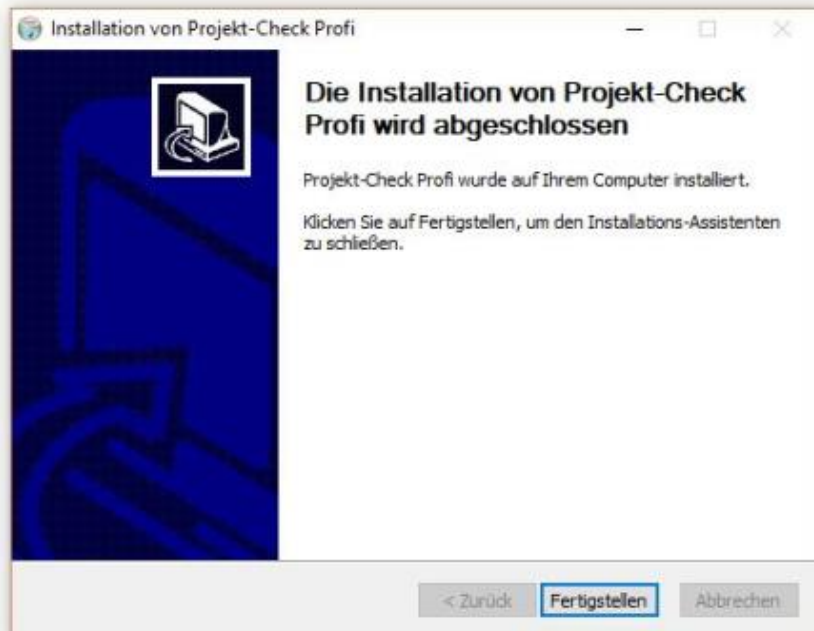 Installation von Projekt-Check Profi
Die Installation von Projekt-Check
Profi wird abgeschlossen
Projekt-Check Profi wurde auf Ihrem Computer installiert.
Klicken Sie auf Fertigstellen, um den Installations-Assistenten
zu schließen.
< Zurück Fertigstellen Abbrechen